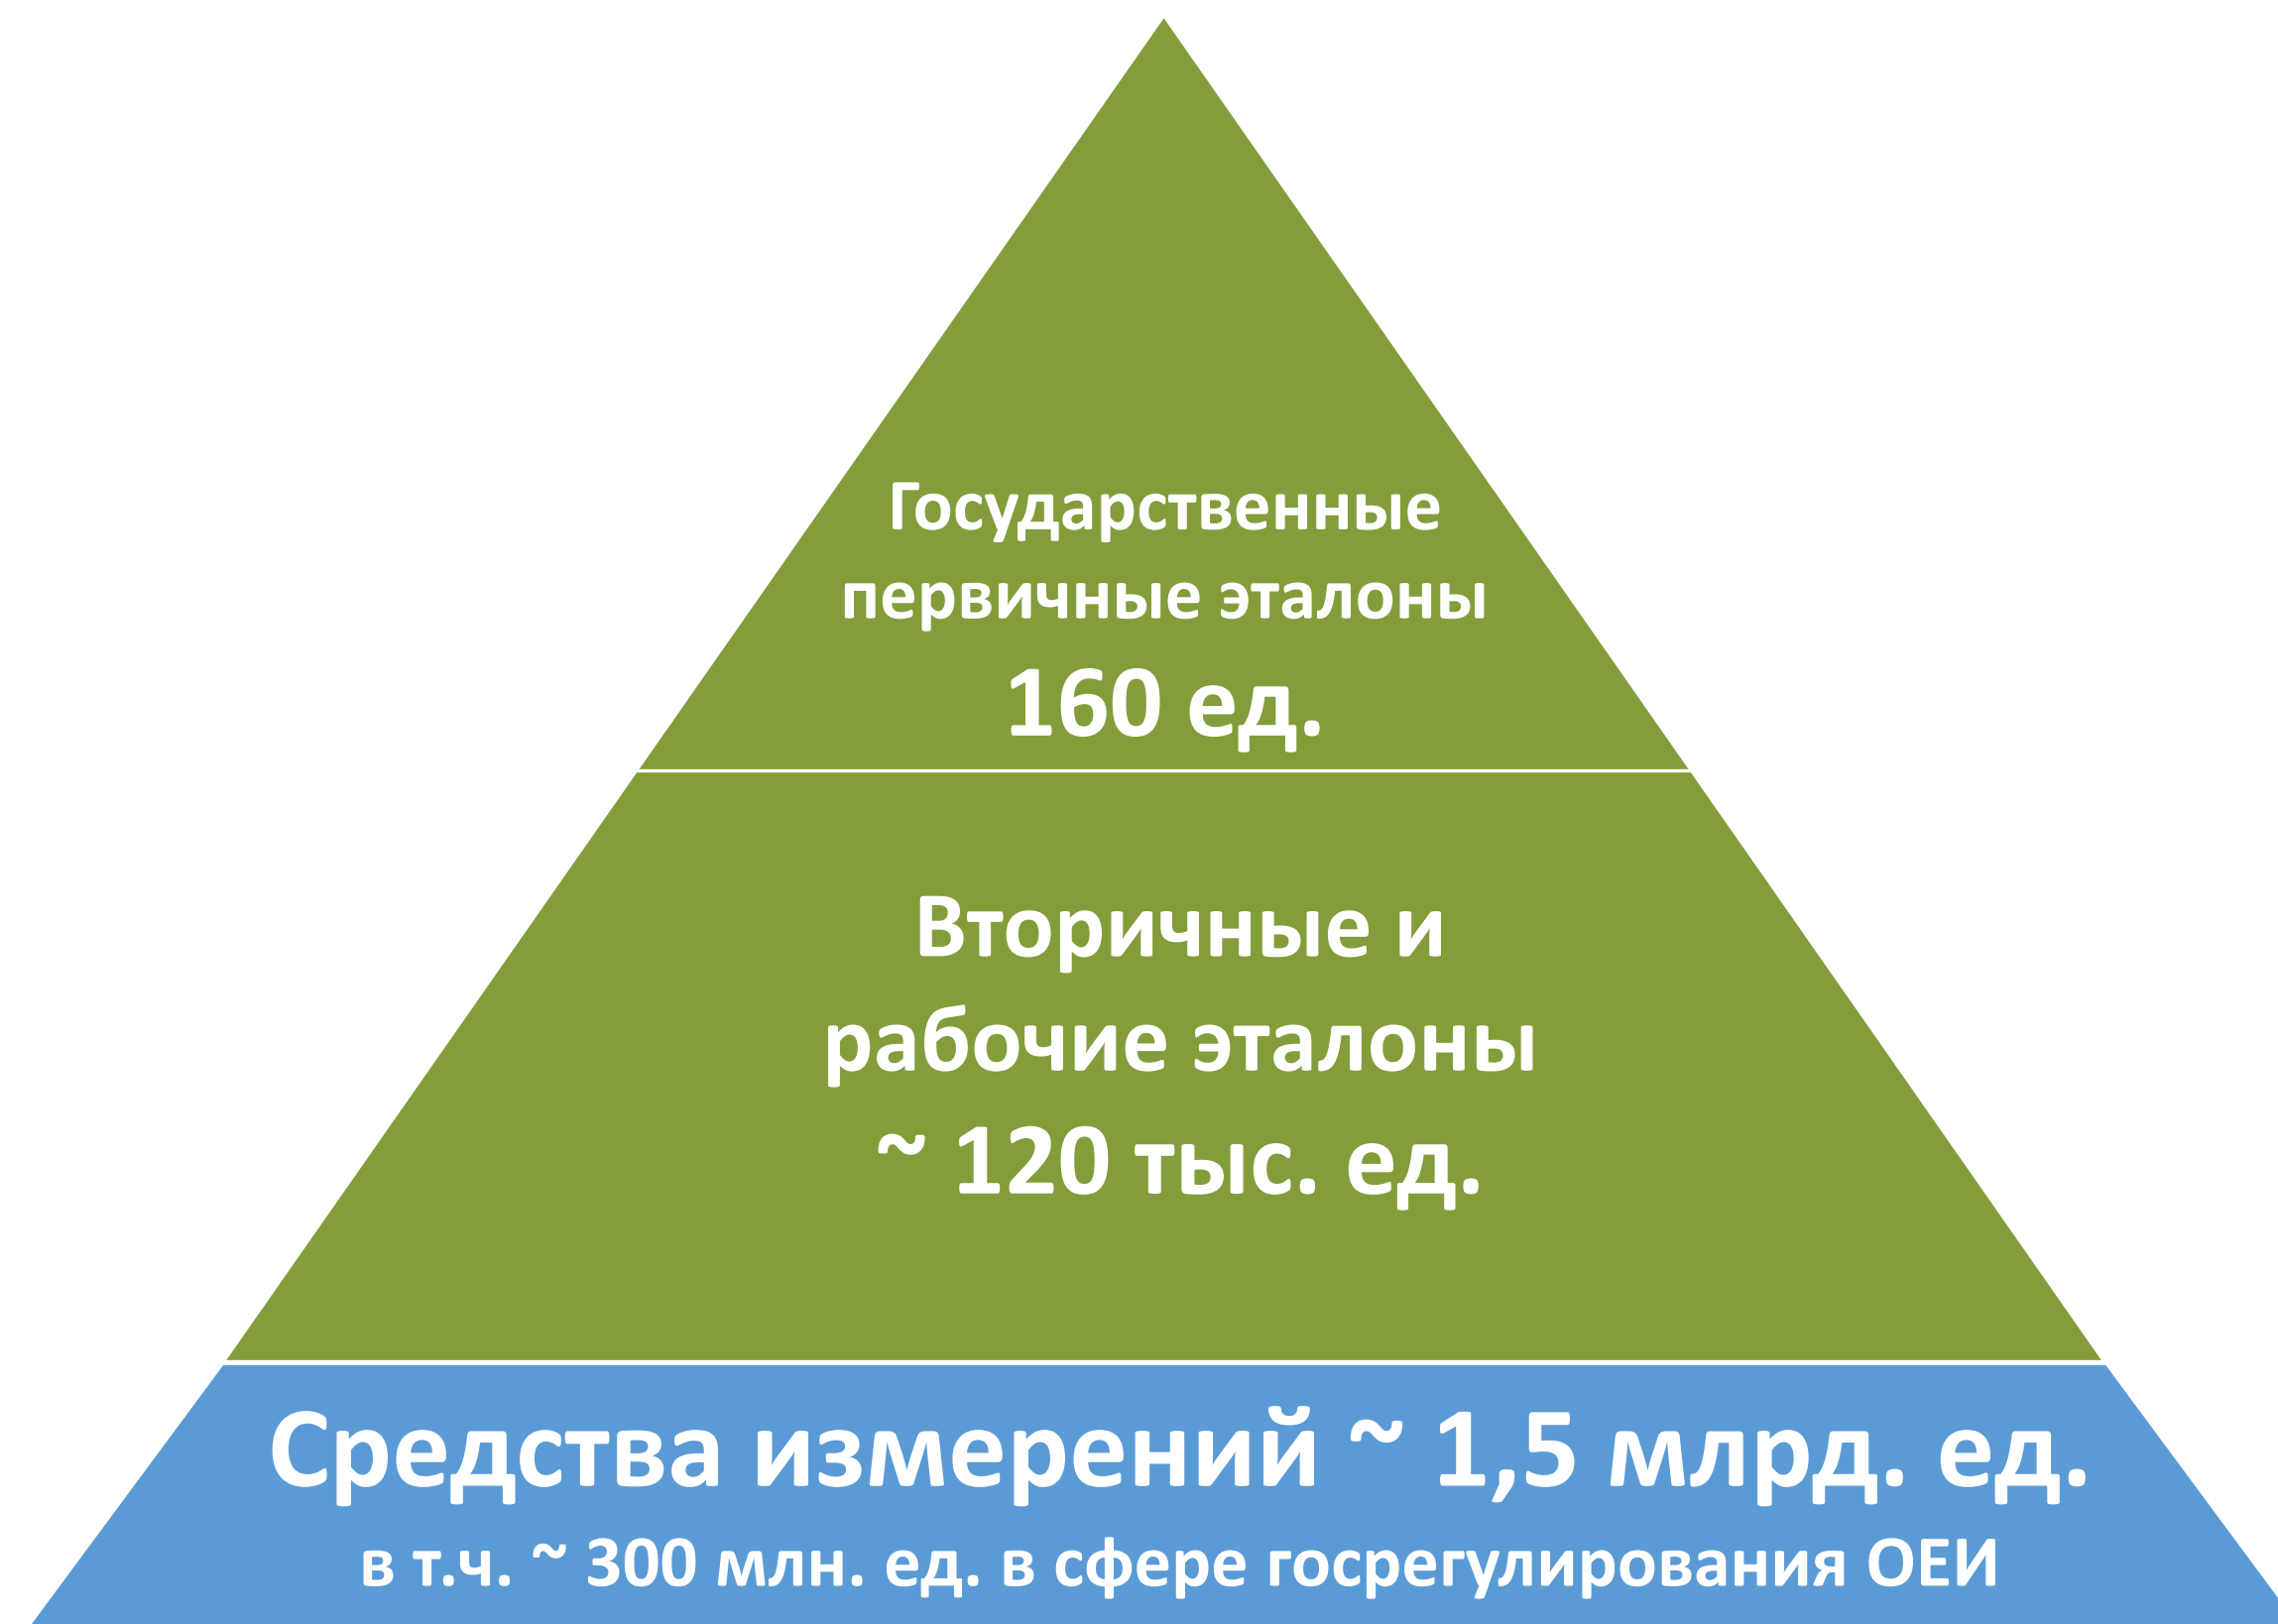 Государственные
первичные эталоны
160 ед.
Вторичные и
рабочие эталоны
~ 120 тыс. ед.
Средства измерений ~ 1,5 млрд. ед.
в т.ч. ~ 300 млн. ед. в сфере госрегулирования ОЕИ